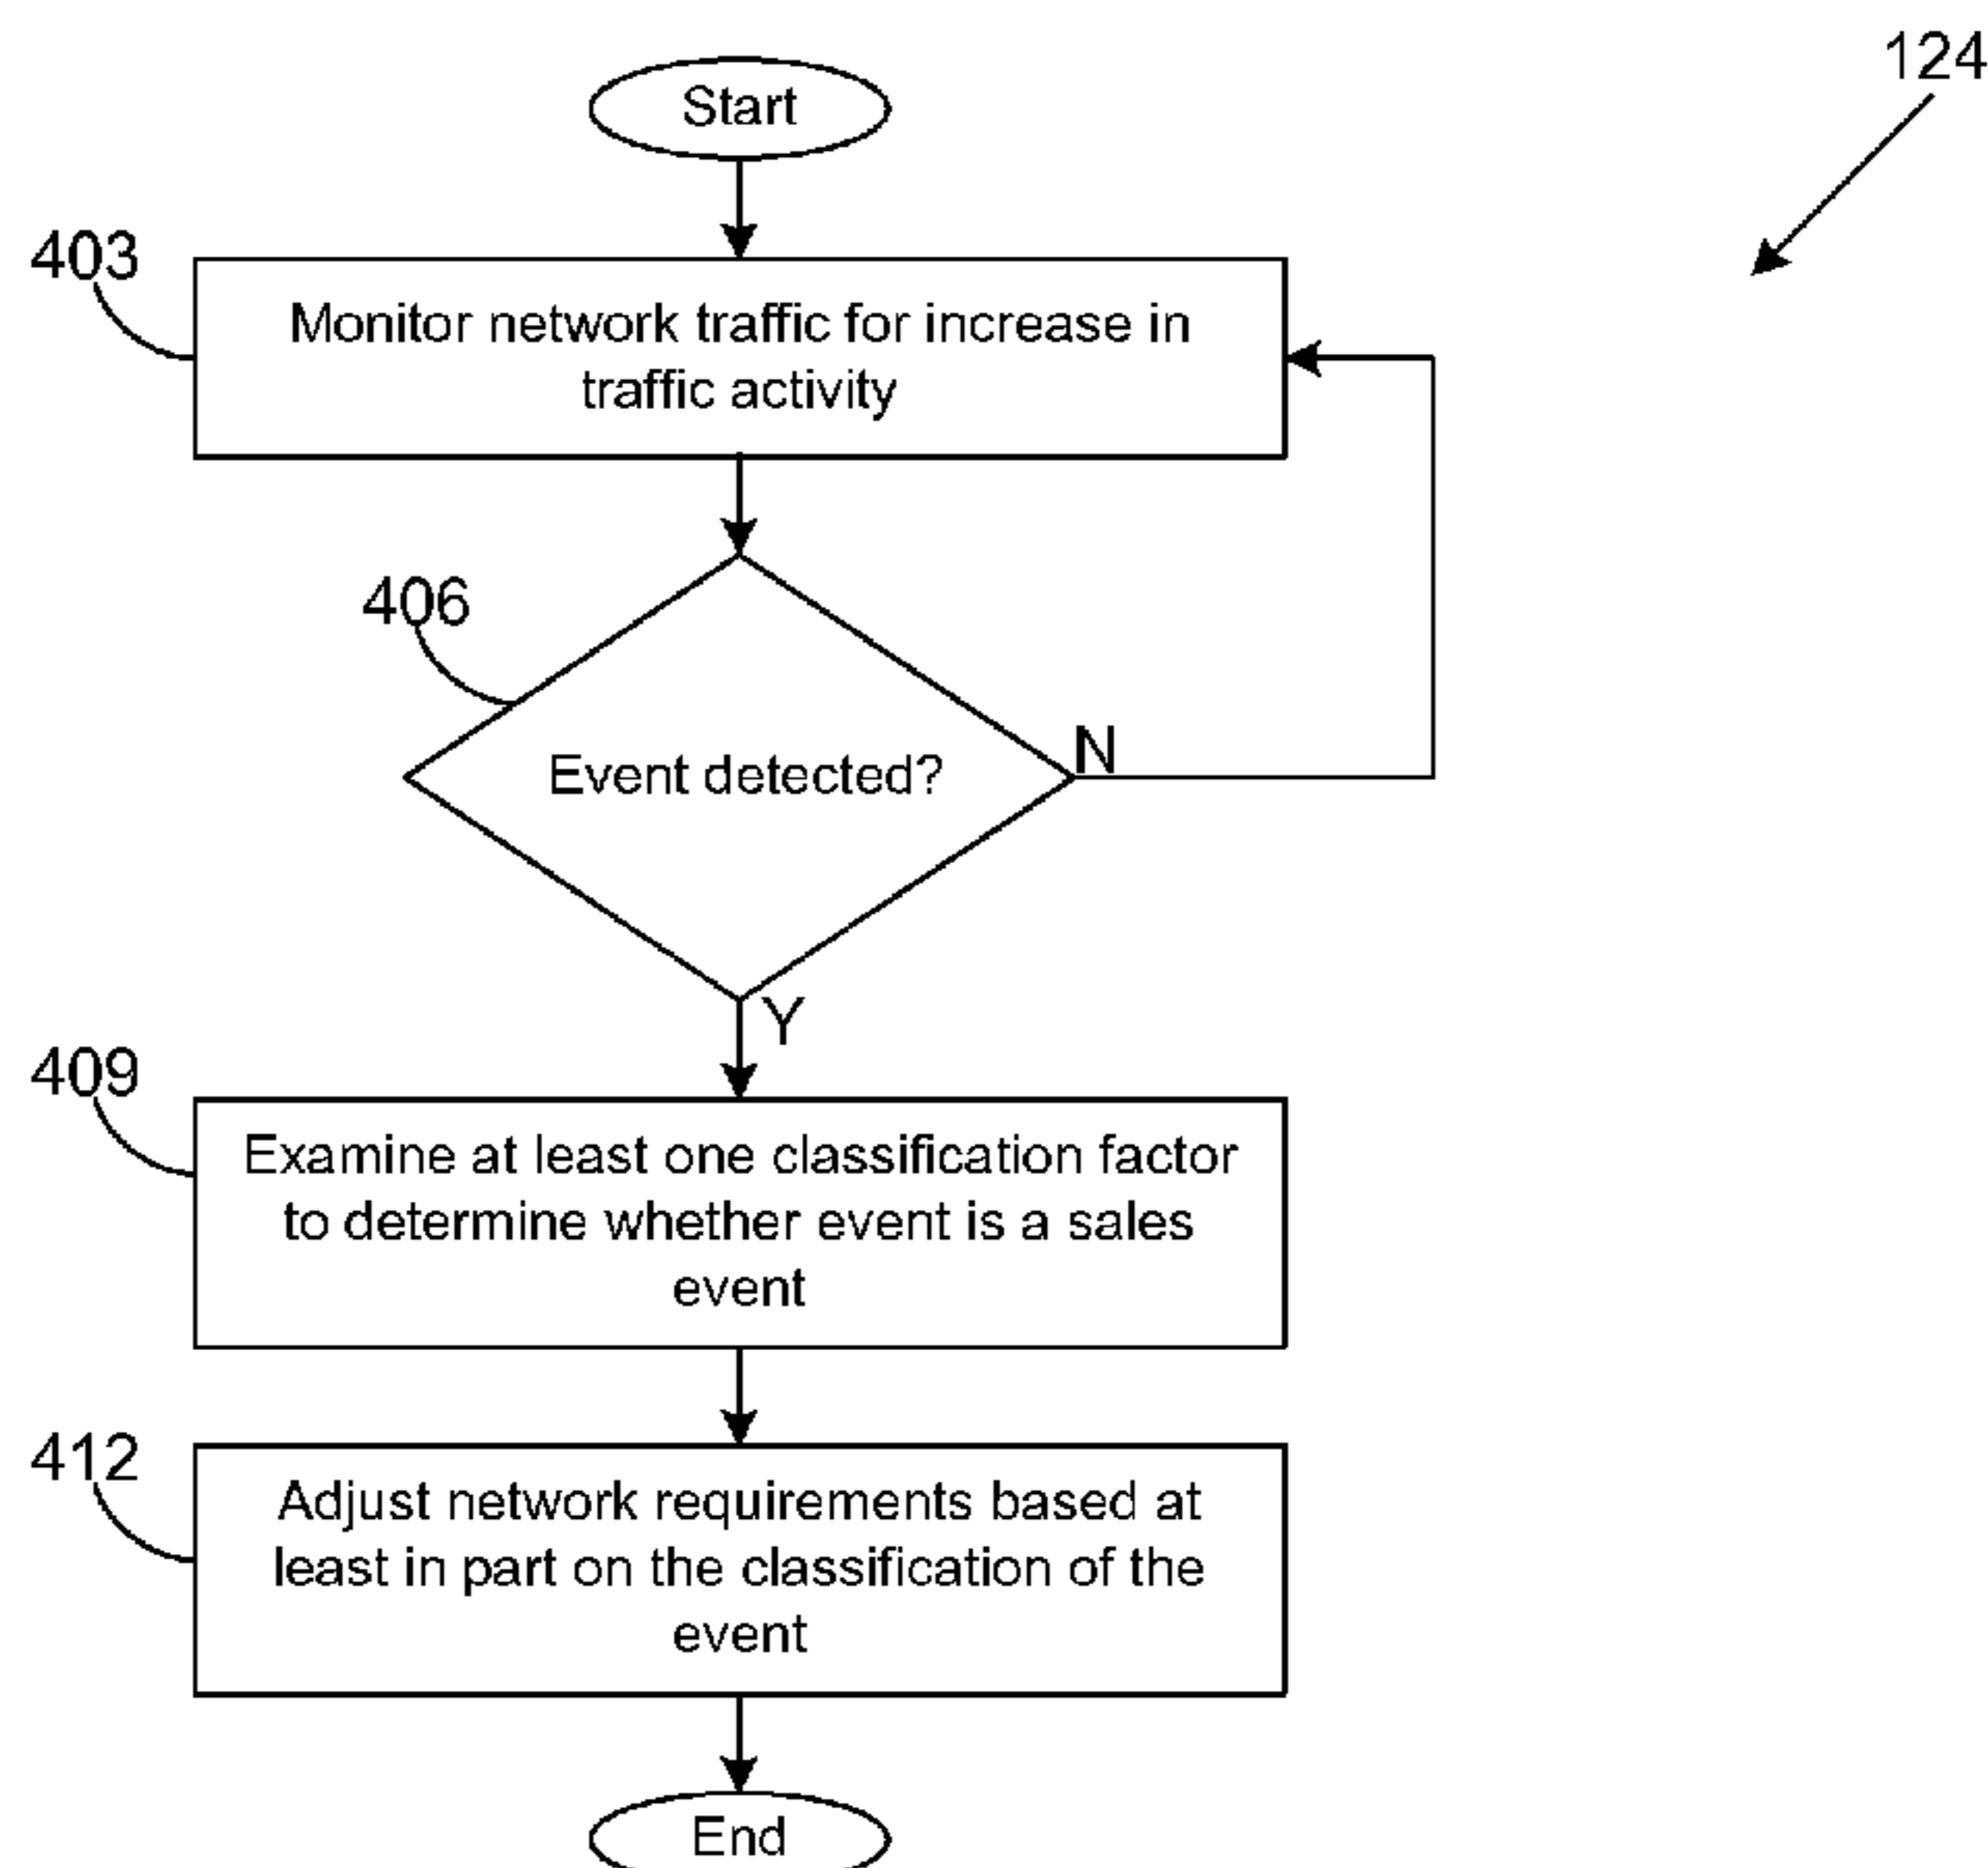 124
Start
403
Monitor network traffic for increase in
traffic activity
406
Event detected?
N
Y
409
Examine at least one classification factor
to determine whether event is a sales
event
412
Adjust network requirements based at
least in part on the classification of the
event
End